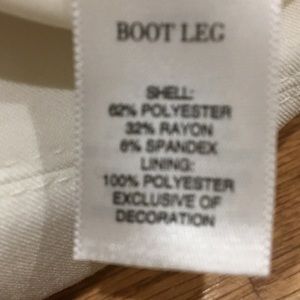 BOOT LEG
SHELL:
62% POLYESTER
32% RAYON
6% SPANDEX
LINING:
100% POLYESTER
EXCLUSIVE OF
DECORATION